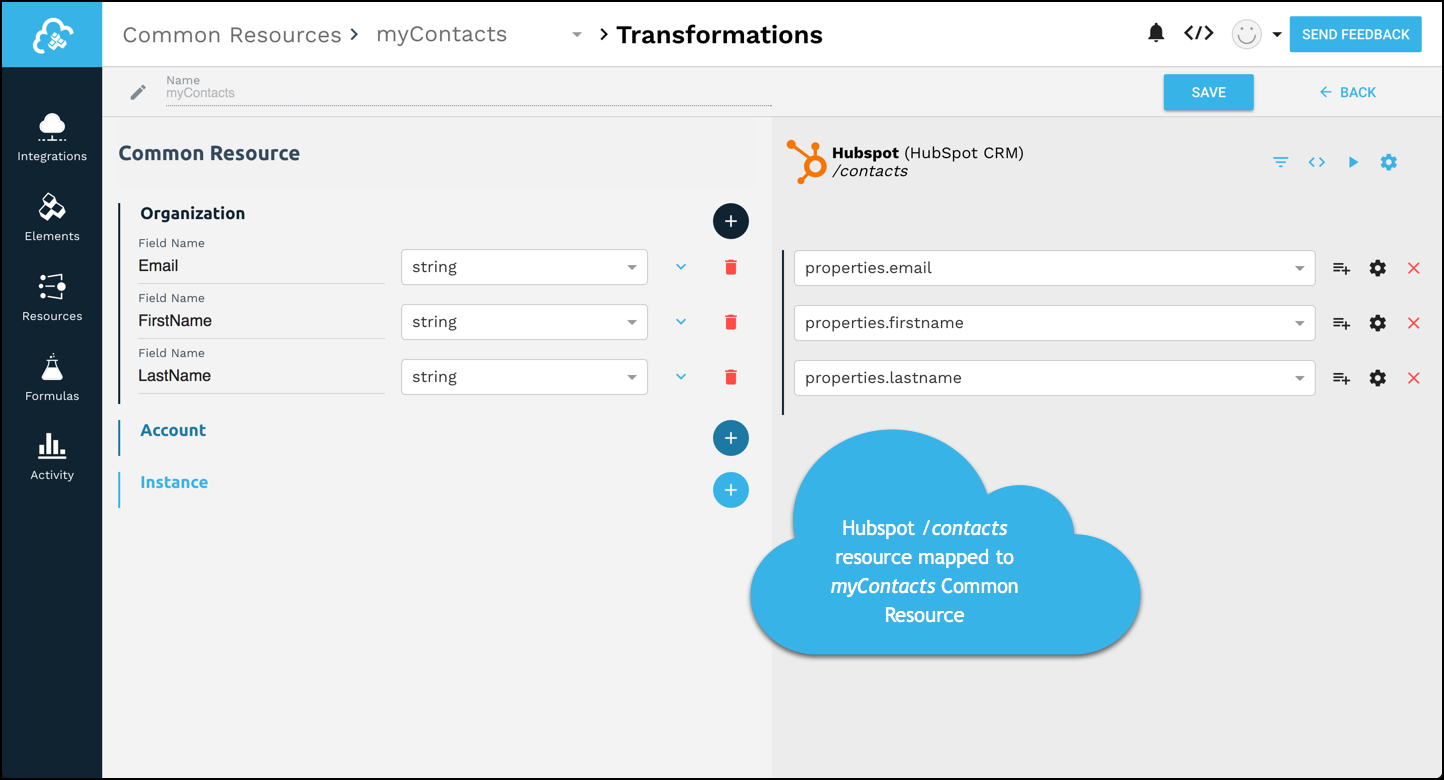 Common Resources > myContacts > Transformations
</> SEND FEEDBACK
Name
myContacts
SAVE
← BACK
Integrations
Elements
Resources
Formulas
Activity
Common Resource
Organization
Field Name
Email
string
Field Name
FirstName
string
Field Name
LastName
string
Account
Instance
Hubspot (HubSpot CRM)
/contacts
properties.email
properties.firstname
properties.lastname
Hubspot /contacts
resource mapped to
myContacts Common
Resource